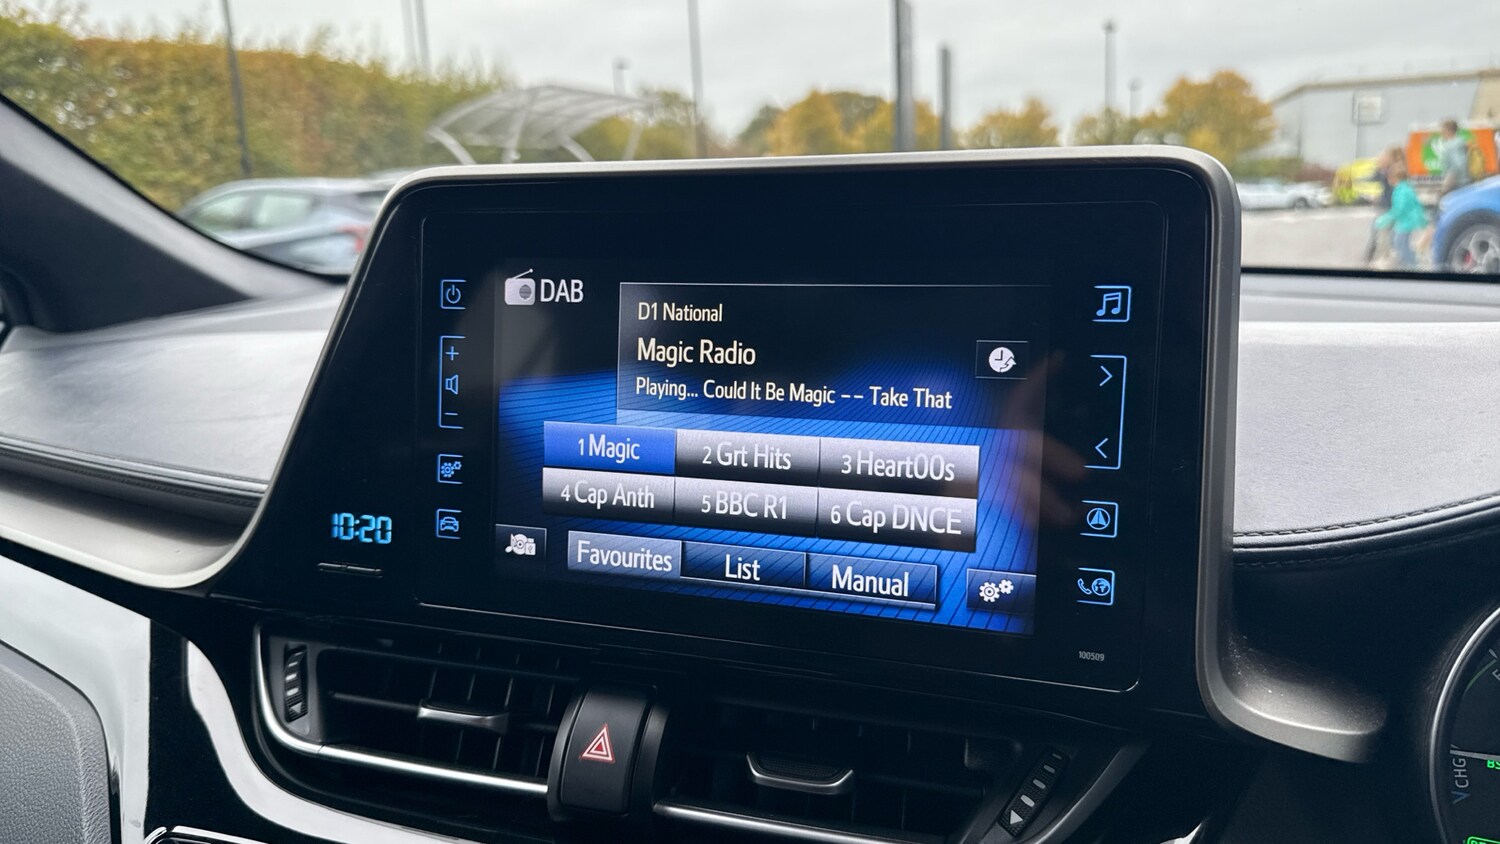 DAB
D1 National
Magic Radio
Playing... Could It Be Magic -- Take That
1 Magic
2 Grt Hits
3 Heart00s
4 Cap Anth
5 BBC R1
6 Cap DNCE
Favourites
List
Manual
10:20
100509
CHG